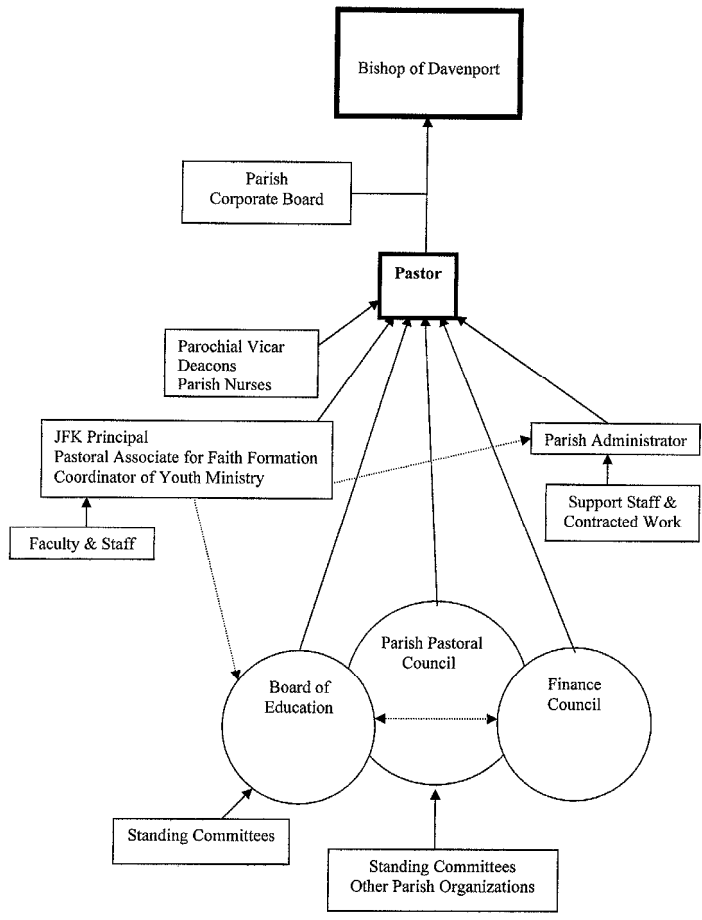 Bishop of Davenport
Parish
Corporate Board
Pastor
Parochial Vicar
Deacons
Parish Nurses
JFK Principal
Pastoral Associate for Faith Formation
Coordinator of Youth Ministry
Parish Administrator
Support Staff &
Contracted Work
Faculty & Staff
Parish Pastoral
Council
Board of
Education
Finance
Council
Standing Committees
Standing Committees
Other Parish Organizations